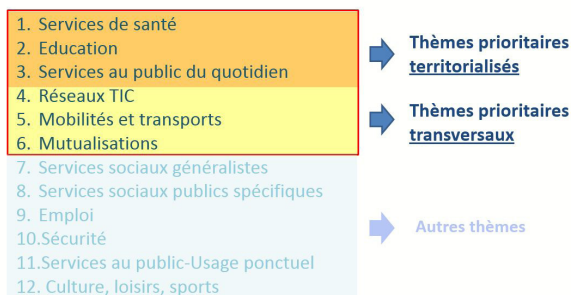 1. Services de santé
2. Education
3. Services au public du quotidien
Thèmes prioritaires
territorialisés
4. Réseaux TIC
5. Mobilités et transports
6. Mutualisations
Thèmes prioritaires
transversaux
7. Services sociaux généralistes
8. Services sociaux publics spécifiques
9. Emploi
10.Sécurité
11.Services au public-Usage ponctuel
12. Culture, loisirs, sports
Autres thèmes